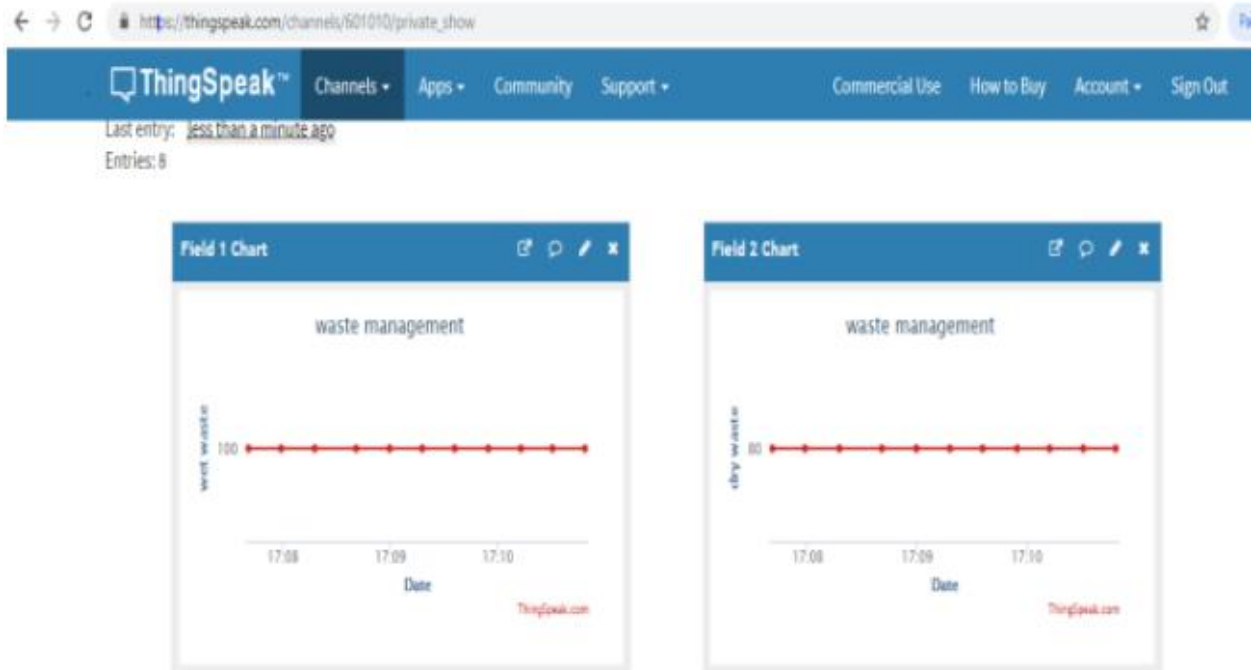 https://thingspeak.com/channels/601010/private_show
ThingSpeak™ Channels Apps Community Support Commercial Use How to Buy Account Sign Out
Last entry: less than a minute ago
Entries: 8
Field 1 Chart
waste management
wet waste
100
17:08 17:09 17:10
Date
ThingSpeak.com
Field 2 Chart
waste management
dry waste
80
17:08 17:09 17:10
Date
ThingSpeak.com